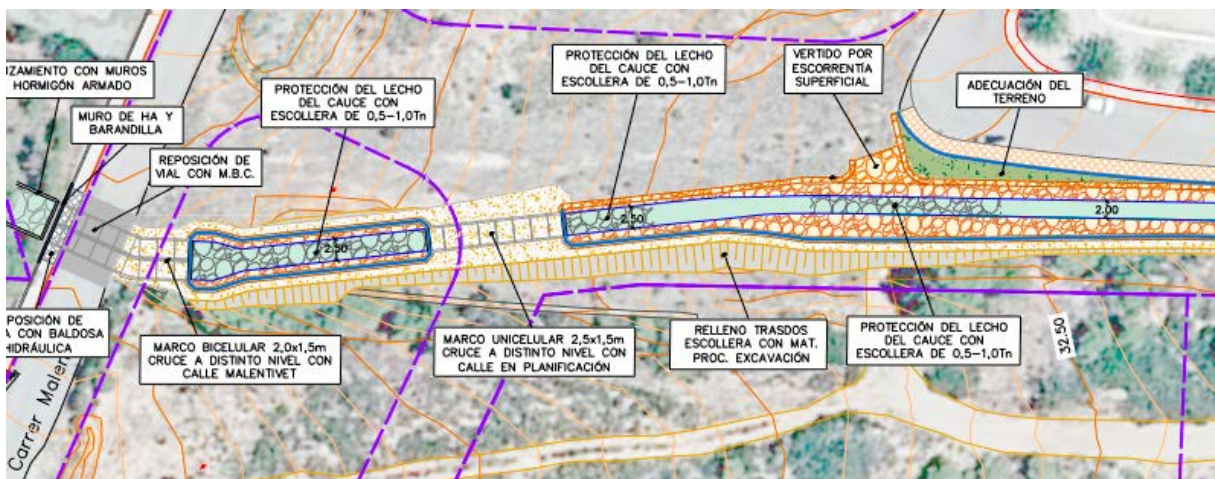 IZAMIENTO CON MUROS
HORMIGÓN ARMADO
MURO DE HA Y
BARANDILLA
REPOSICIÓN DE
VIAL CON M.B.C.
PROTECCIÓN DEL LECHO
DEL CAUCE CON
ESCOLLERA DE 0,5-1,0Tn
PROTECCIÓN DEL LECHO
DEL CAUCE CON
ESCOLLERA DE 0,5-1,0Tn
VERTIDO POR
ESCORRENTÍA
SUPERFICIAL
ADECUACIÓN DEL
TERRENO
2.50
2.50
2.00
POSICIÓN DE
A CON BALDOSA
HIDRÁULICA
MARCO BICELULAR 2,0x1,5m
CRUCE A DISTINTO NIVEL CON
CALLE MALENTIVET
MARCO UNICELULAR 2,5x1,5m
CRUCE A DISTINTO NIVEL CON
CALLE EN PLANIFICACIÓN
RELLENO TRASDOS
ESCOLLERA CON MAT.
PROC. EXCAVACIÓN
PROTECCIÓN DEL LECHO
DEL CAUCE CON
ESCOLLERA DE 0,5-1,0Tn
32.50
Carrer Malen